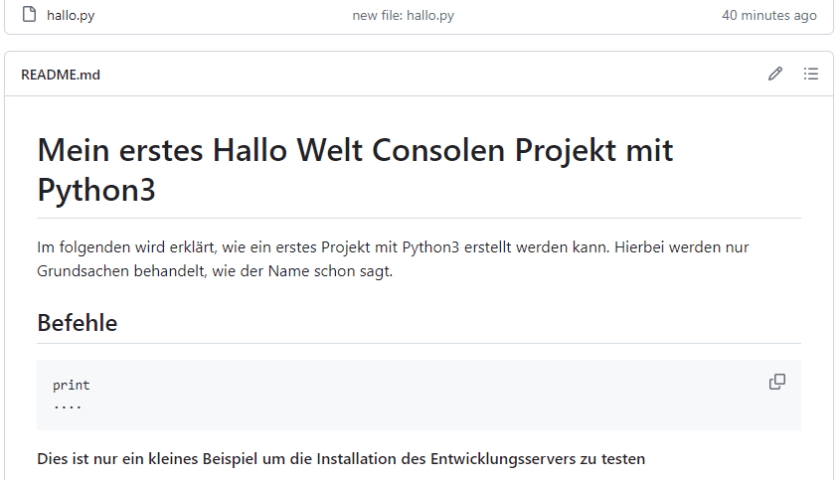 hallo.py new file: hallo.py 40 minutes ago
README.md
Mein erstes Hallo Welt Consolen Projekt mit
Python3
Im folgenden wird erklärt, wie ein erstes Projekt mit Python3 erstellt werden kann. Hierbei werden nur
Grundsachen behandelt, wie der Name schon sagt.
Befehle
print
....
Dies ist nur ein kleines Beispiel um die Installation des Entwicklungsservers zu testen